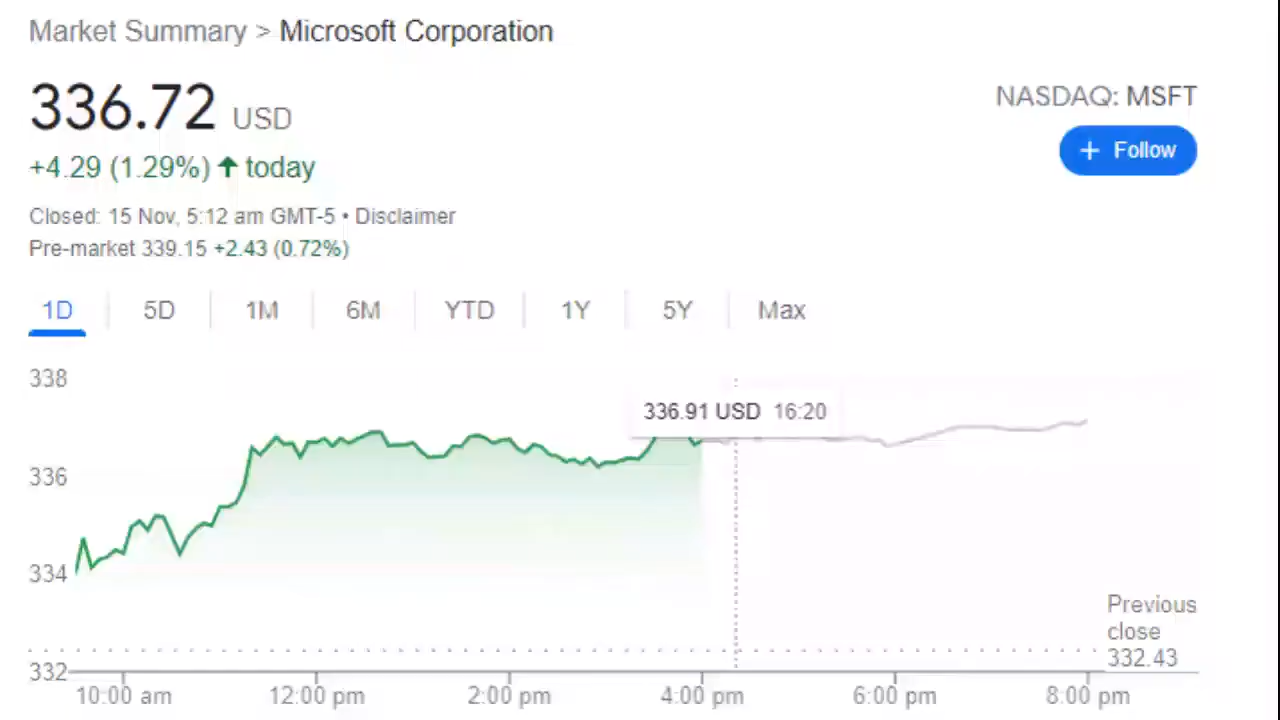 Market Summary > Microsoft Corporation
336.72 USD
NASDAQ: MSFT
+ Follow
+4.29 (1.29%) ↑ today
Closed: 15 Nov, 5:12 am GMT-5 • Disclaimer
Pre-market 339.15 +2.43 (0.72%)
1D 5D 1M 6M YTD 1Y 5Y Max
338
336.91 USD 16:20
336
334
Previous
close
332.43
332
10:00 am 12:00 pm 2:00 pm 4:00 pm 6:00 pm 8:00 pm